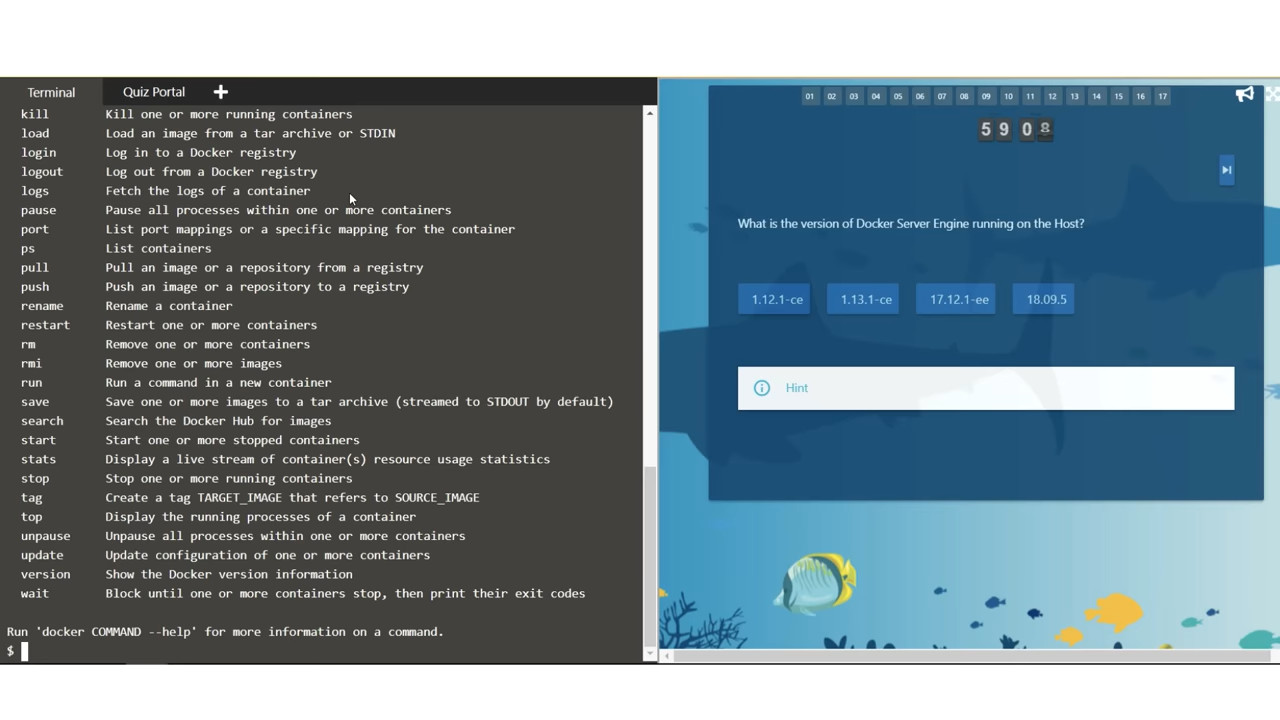 Terminal
Quiz Portal
kill Kill one or more running containers
load Load an image from a tar archive or STDIN
login Log in to a Docker registry
logout Log out from a Docker registry
logs Fetch the logs of a container
pause Pause all processes within one or more containers
port List port mappings or a specific mapping for the container
ps List containers
pull Pull an image or a repository from a registry
push Push an image or a repository to a registry
rename Rename a container
restart Restart one or more containers
rm Remove one or more containers
rmi Remove one or more images
run Run a command in a new container
save Save one or more images to a tar archive (streamed to STDOUT by default)
search Search the Docker Hub for images
start Start one or more stopped containers
stats Display a live stream of container(s) resource usage statistics
stop Stop one or more running containers
tag Create a tag TARGET_IMAGE that refers to SOURCE_IMAGE
top Display the running processes of a container
unpause Unpause all processes within one or more containers
update Update configuration of one or more containers
version Show the Docker version information
wait Block until one or more containers stop, then print their exit codes
Run 'docker COMMAND --help' for more information on a command.
$
01 02 03 04 05 06 07 08 09 10 11 12 13 14 15 16 17
59 0
What is the version of Docker Server Engine running on the Host?
1.12.1-ce 1.13.1-ce 17.12.1-ee 18.09.5
Hint